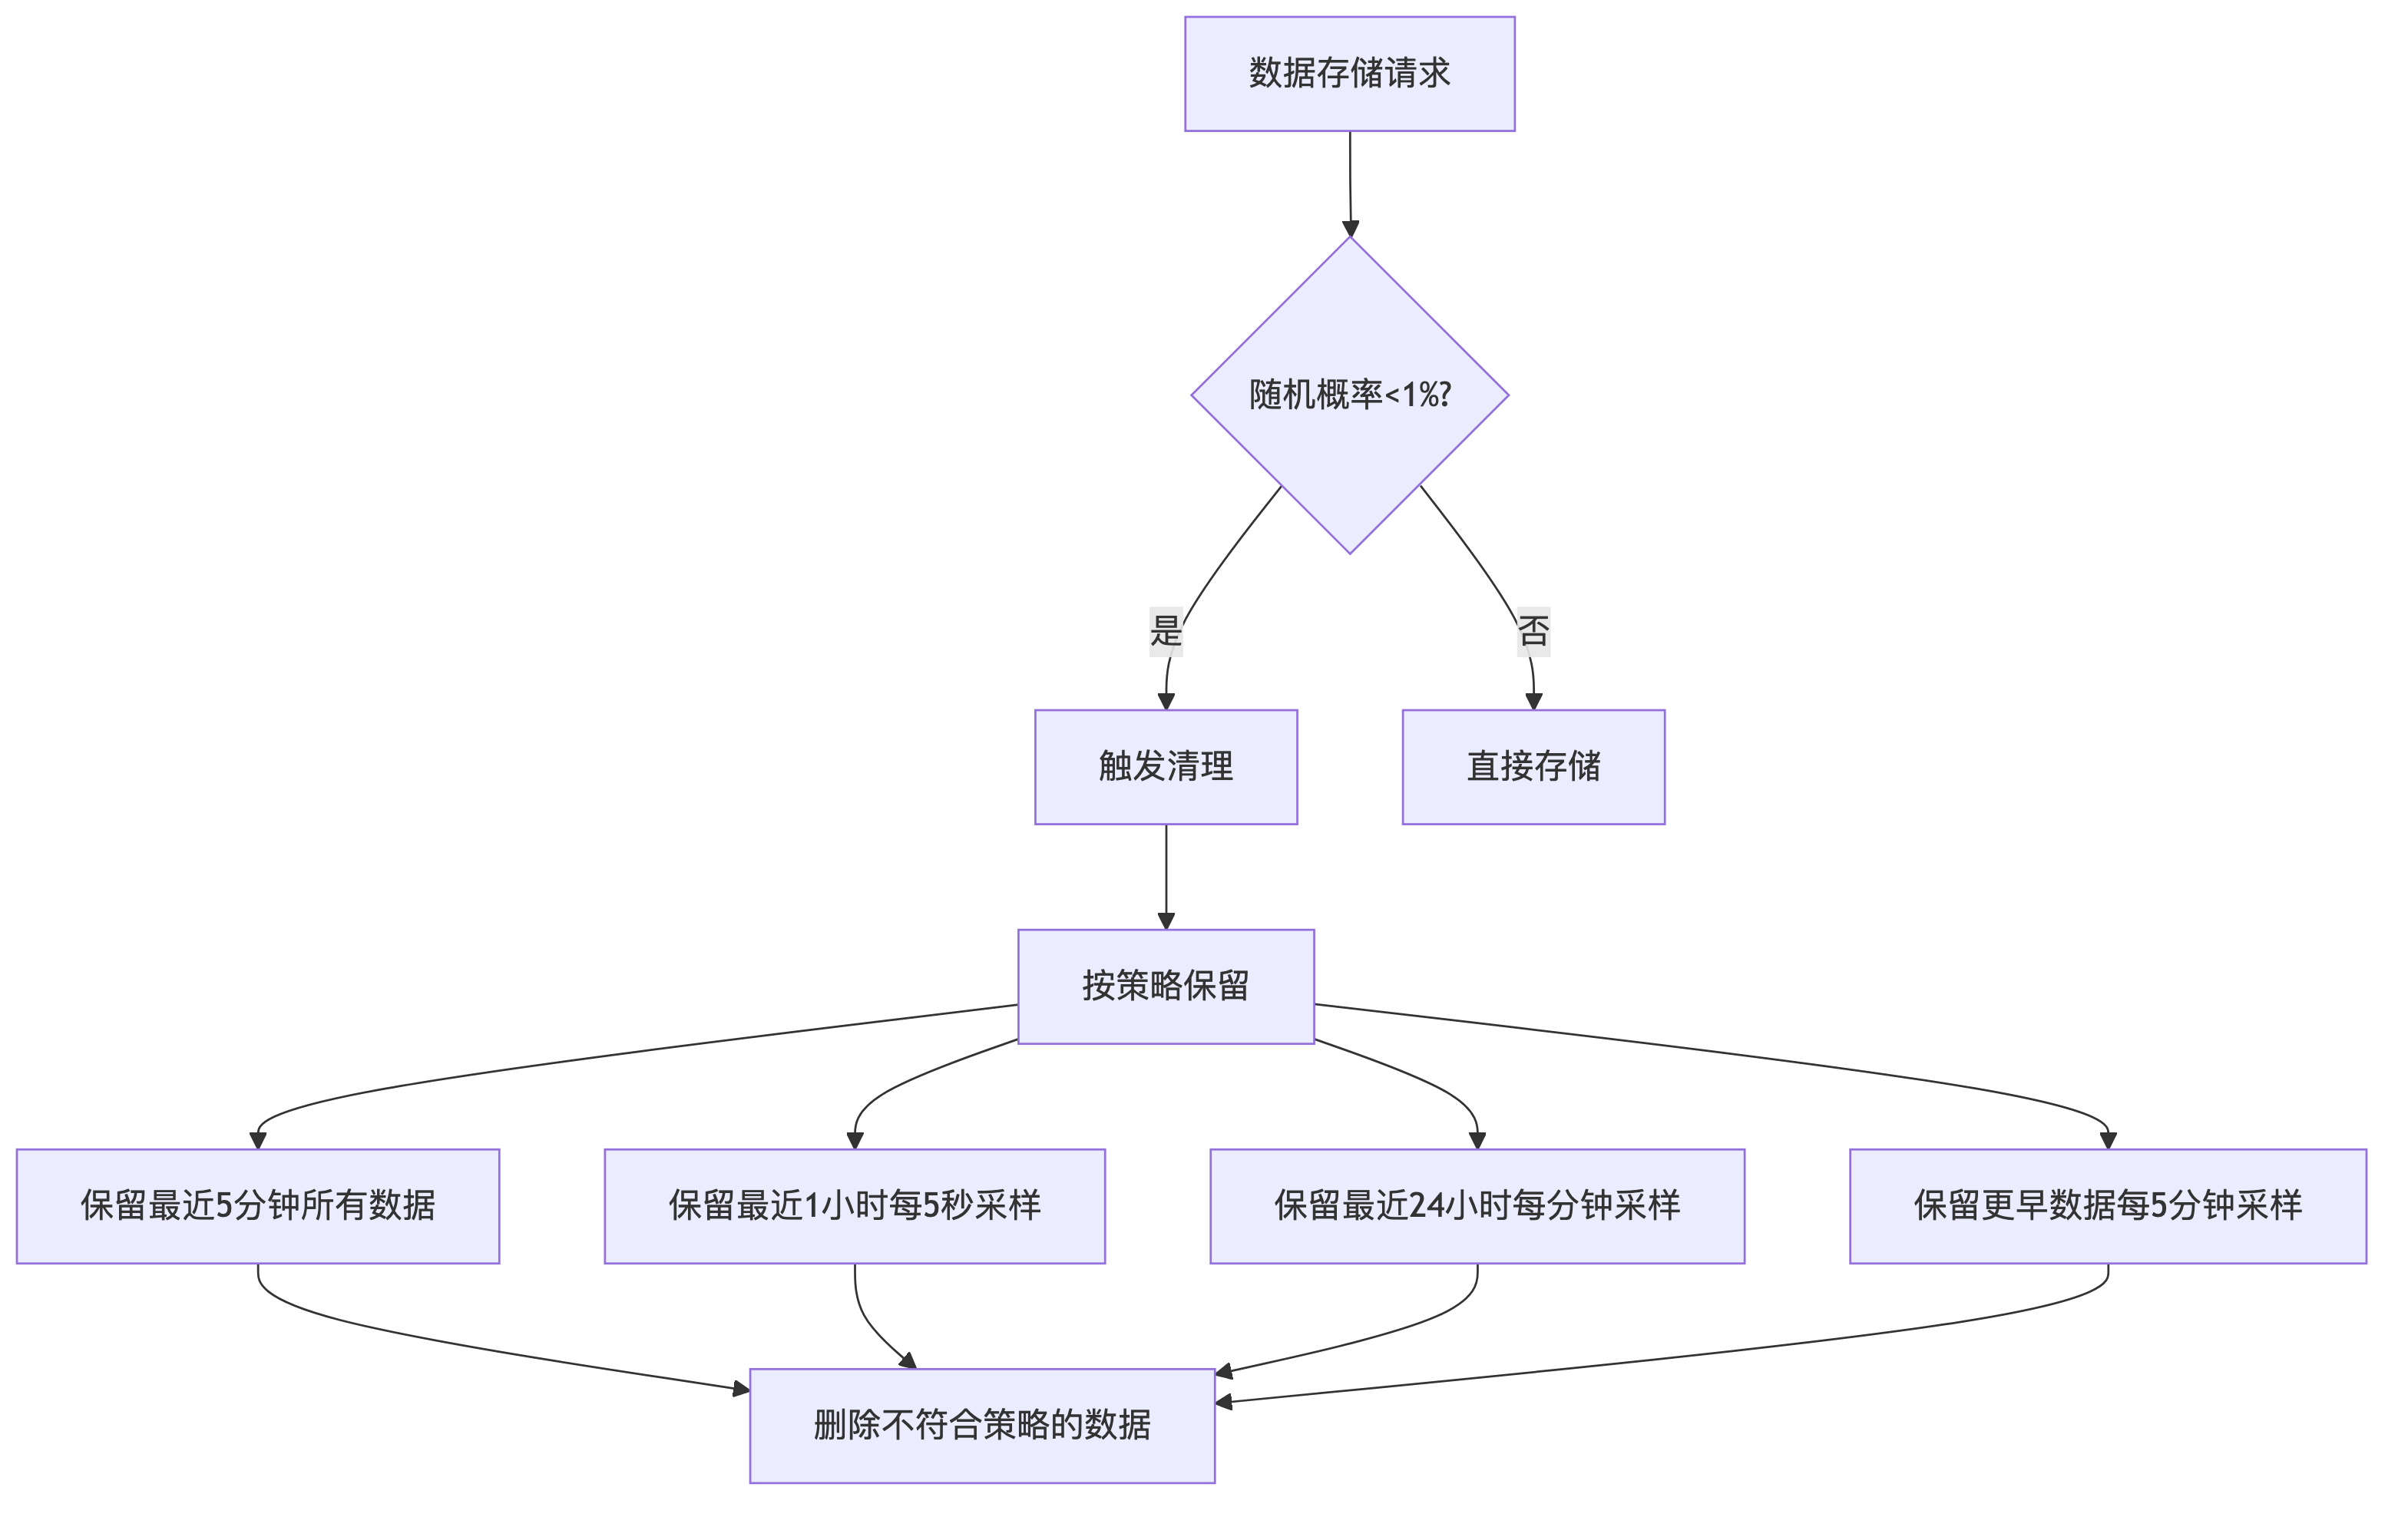 数据存储请求
随机概率<1%?
是
否
触发清理
直接存储
按策略保留
保留最近5分钟所有数据
保留最近1小时每5秒采样
保留最近24小时每分钟采样
保留更早数据每5分钟采样
删除不符合策略的数据